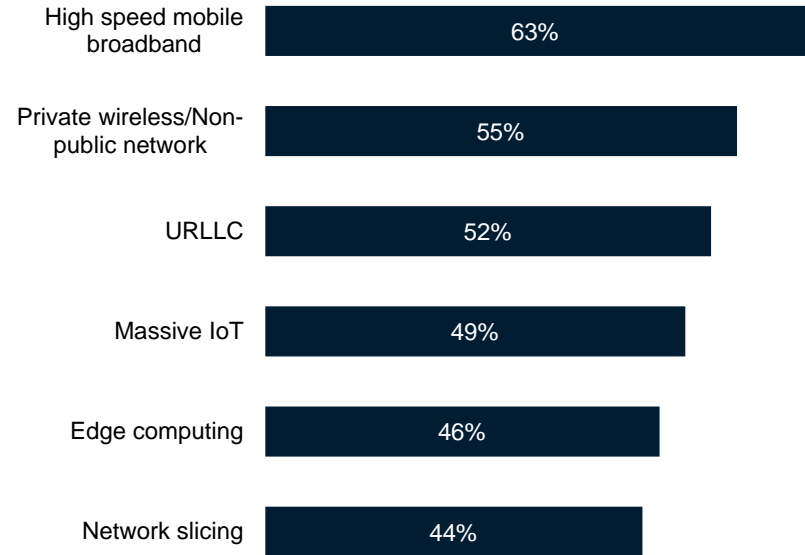 High speed mobile
broadband
63%
Private wireless/Non-
public network
55%
URLLC
52%
Massive IoT
49%
Edge computing
46%
Network slicing
44%